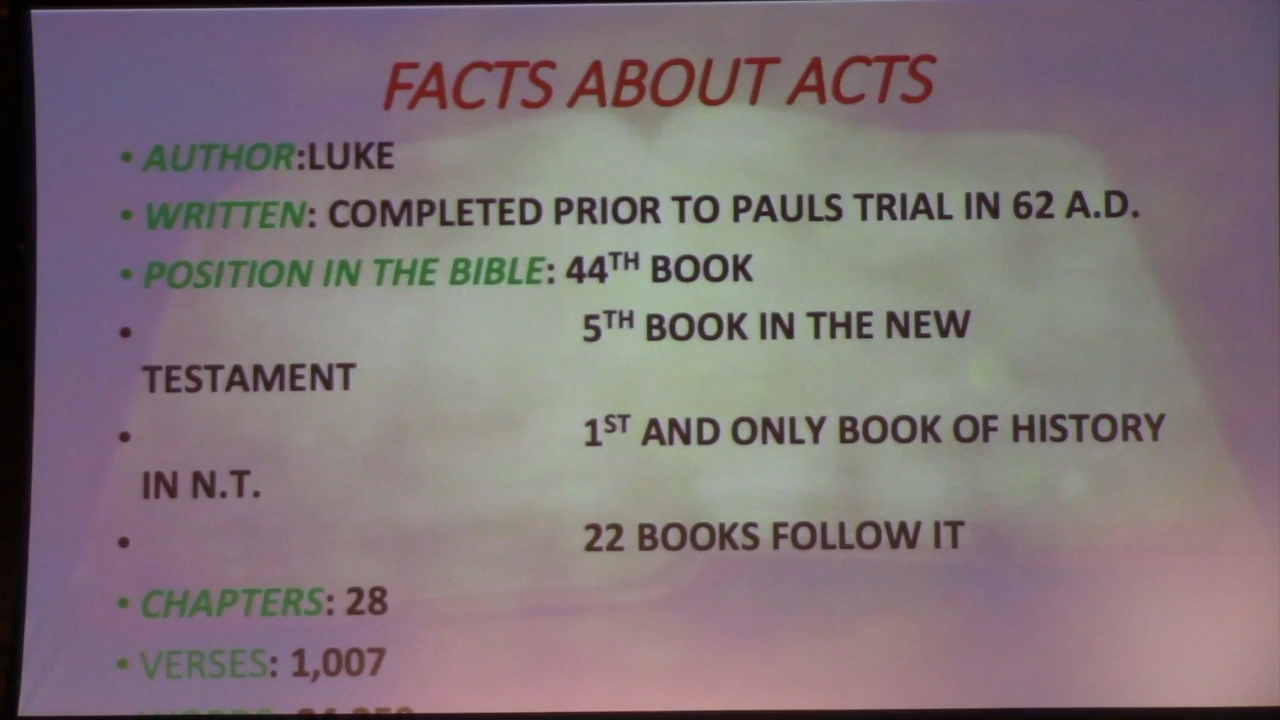 FACTS ABOUT ACTS
• AUTHOR:LUKE
• WRITTEN: COMPLETED PRIOR TO PAULS TRIAL IN 62 A.D.
• POSITION IN THE BIBLE: 44TH BOOK
• 5TH BOOK IN THE NEW
TESTAMENT
• 1ST AND ONLY BOOK OF HISTORY
IN N.T.
• 22 BOOKS FOLLOW IT
• CHAPTERS: 28
• VERSES: 1,007